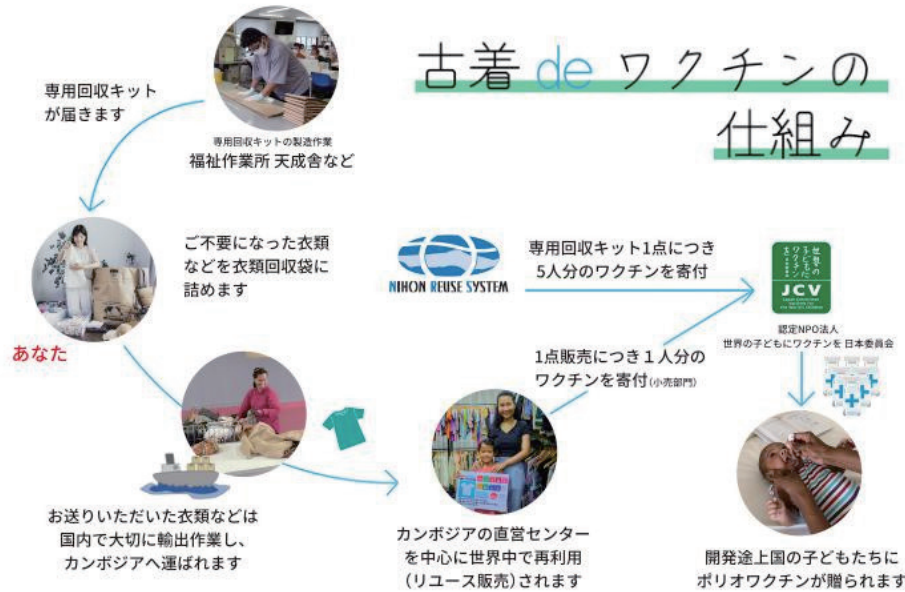 古着 de ワクチンの
仕組み
専用回収キット
が届きます
専用回収キットの製造作業
福祉作業所 天成舎など
ご不要になった衣類
などを衣類回収袋に
詰めます
あなた
NIHON REUSE SYSTEM
専用回収キット1点につき
5人分のワクチンを寄付
世界の
子どもに
ワクチンを
JCV
認定NPO法人
世界の子どもにワクチンを 日本委員会
1点販売につき1人分の
ワクチンを寄付(小売部門)
お送りいただいた衣類などは
国内で大切に輸出作業し、
カンボジアへ運ばれます
カンボジアの直営センター
を中心に世界中で再利用
(リユース販売)されます
開発途上国の子どもたちに
ポリオワクチンが贈られます